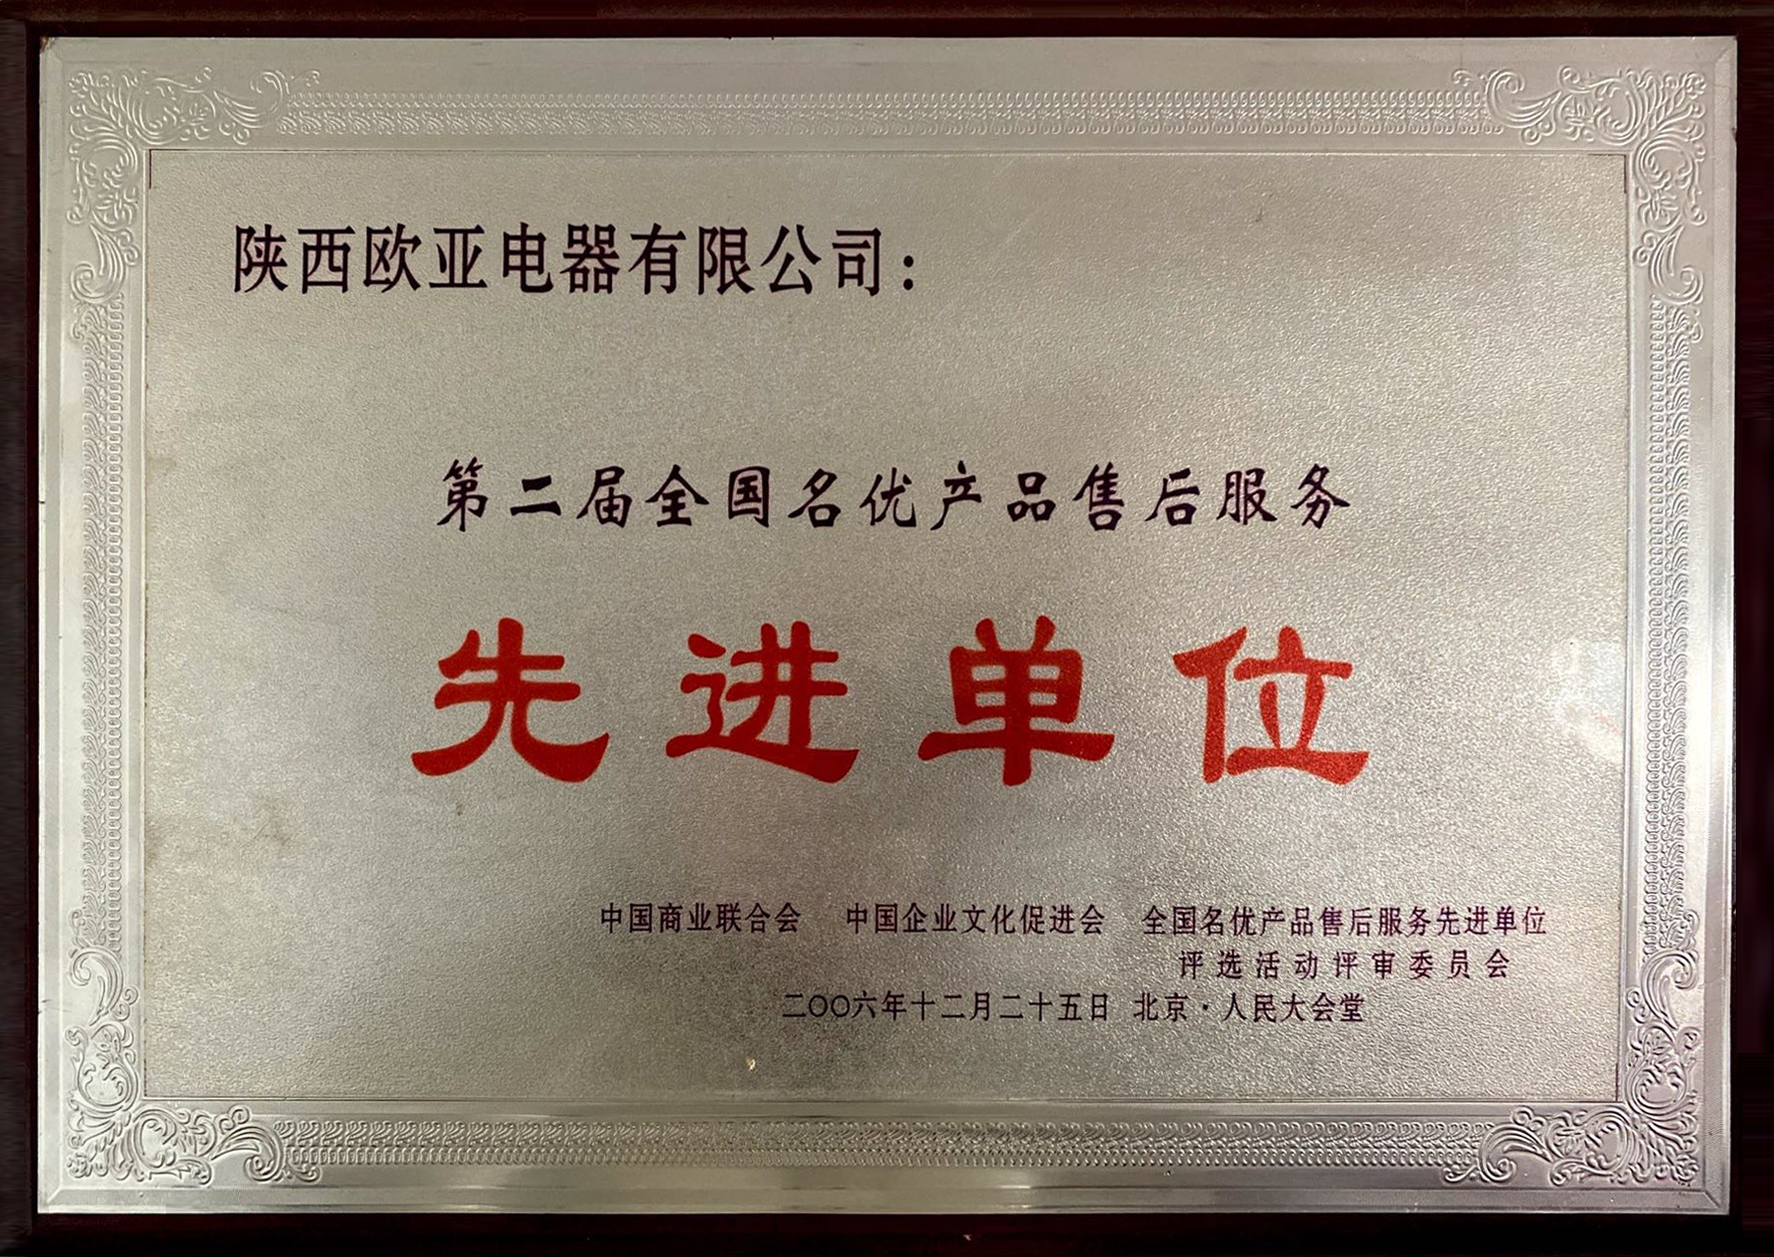 陕西欧亚电器有限公司：
第二届全国名优产品售后服务
先进单位
中国商业联合会 中国企业文化促进会 全国名优产品售后服务先进单位
评选活动评审委员会
二〇〇六年十二月二十五日 北京·人民大会堂